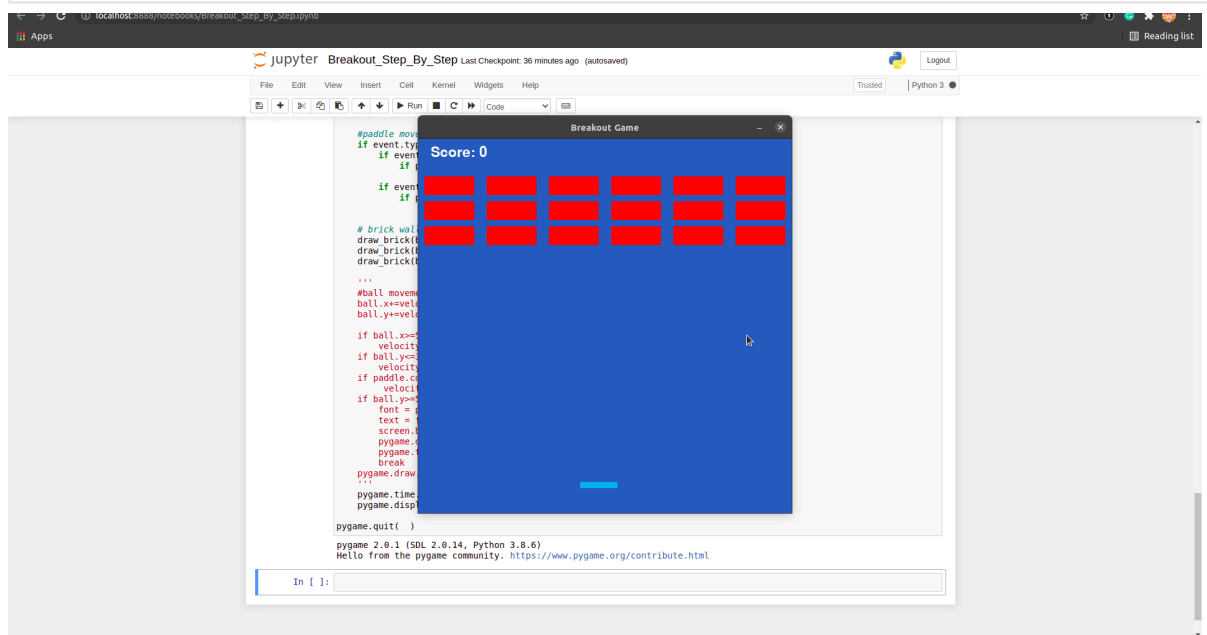 localhost:8888/notebooks/Breakout_Step_By_Step.ipynb
Apps
Reading list
jupyter Breakout_Step_By_Step Last Checkpoint: 36 minutes ago (autosaved)
Logout
File Edit View Insert Cell Kernel Widgets Help
Trusted Python 3
Run Code
Breakout Game
Score: 0
#paddle move
if event.typ
if event
if p
if event
if p
# brick wal
draw_brick(b
draw_brick(b
draw_brick(b
'''
#ball moveme
ball.x+=velo
ball.y+=velo
if ball.x>=5
velocity
if ball.y<=3
velocity
if paddle.co
velocit
if ball.y>=5
font = p
text =
screen.b
pygame.d
pygame.t
break
pygame.draw.
'''
pygame.time.
pygame.disp
pygame.quit( )
pygame 2.0.1 (SDL 2.0.14, Python 3.8.6)
Hello from the pygame community. https://www.pygame.org/contribute.html
In [ ]: